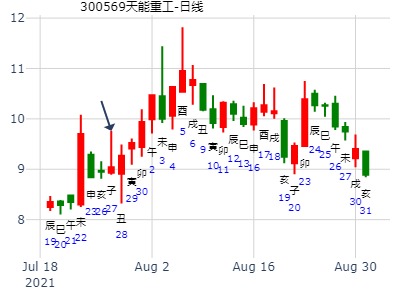 300569天能重工-日线
12
11
10
9
8
辰 19
巳 20
午 21
未 22
申 23
亥 26
子 27
丑 28
寅 29
卯 30
午 2
未 3
申 4
酉 5
戌 6
丑 9
寅 10
卯 11
辰 12
巳 13
申 16
酉 17
戌 18
亥 19
子 20
卯 23
辰 24
巳 25
午 26
未 27
戌 30
亥 31
Jul 18
2021
Aug 2
Aug 16
Aug 30